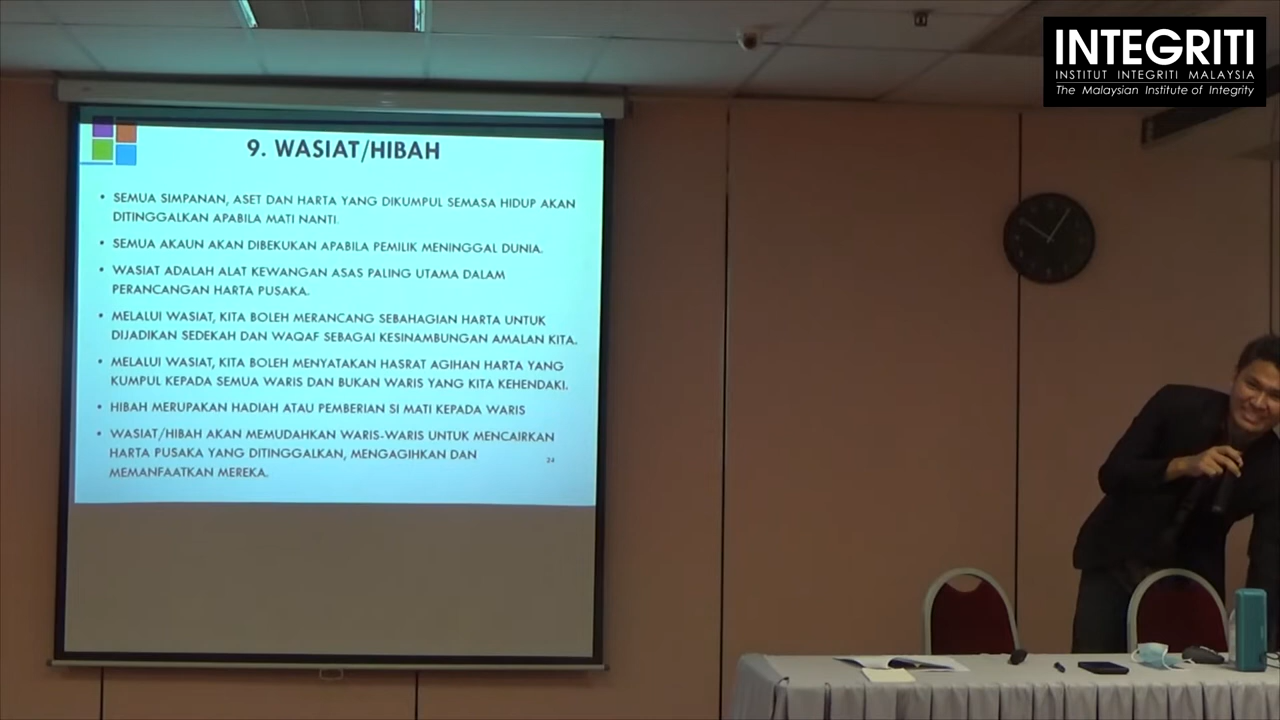 INTEGRITI
INSTITUT INTEGRITI MALAYSIA
The Malaysian Institute of Integrity
9. WASIAT/HIBAH
• SEMUA SIMPANAN, ASET DAN HARTA YANG DIKUMPUL SEMASA HIDUP AKAN
DITINGGALKAN APABILA MATI NANTI.
• SEMUA AKAUN AKAN DIBEKUKAN APABILA PEMILIK MENINGGAL DUNIA.
• WASIAT ADALAH ALAT KEWANGAN ASAS PALING UTAMA DALAM
PERANCANGAN HARTA PUSAKA.
• MELALUI WASIAT, KITA BOLEH MERANCANG SEBAHAGIAN HARTA UNTUK
DIJADIKAN SEDEKAH DAN WAQAF SEBAGAI KESINAMBUNGAN AMALAN KITA.
• MELALUI WASIAT, KITA BOLEH MENYATAKAN HASRAT AGIHAN HARTA YANG
KUMPUL KEPADA SEMUA WARIS DAN BUKAN WARIS YANG KITA KEHENDAKI.
• HIBAH MERUPAKAN HADIAH ATAU PEMBERIAN SI MATI KEPADA WARIS
• WASIAT/HIBAH AKAN MEMUDAHKAN WARIS-WARIS UNTUK MENCAIRKAN
HARTA PUSAKA YANG DITINGGALKAN, MENGAGIHKAN DAN
MEMANFAATKAN MEREKA.
24